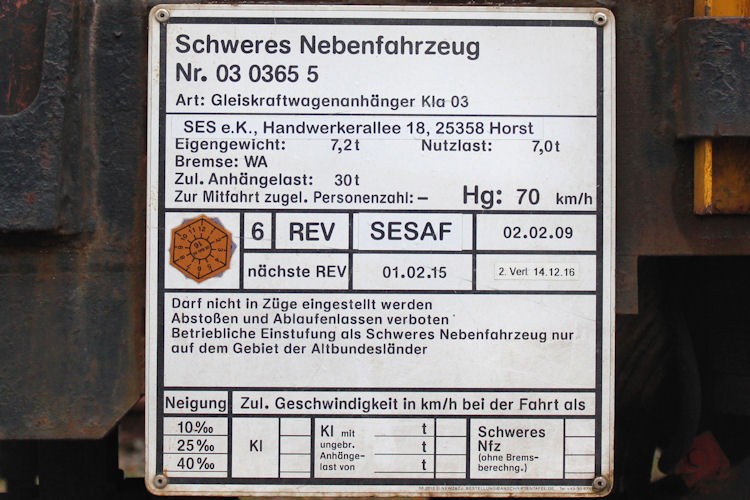 Schweres Nebenfahrzeug
Nr. 03 0365 5
Art: Gleiskraftwagenanhänger Kla 03
SES e.K., Handwerkerallee 18, 25358 Horst
Eigengewicht: 7,2t Nutzlast: 7,0t
Bremse: WA
Zul. Anhängelast: 30t
Zur Mitfahrt zugel. Personenzahl: – Hg: 70 km/h
6 REV SESAF 02.02.09
nächste REV 01.02.15 2. Verl: 14.12.16
Darf nicht in Züge eingestellt werden
Abstoßen und Ablaufenlassen verboten
Betriebliche Einstufung als Schweres Nebenfahrzeug nur
auf dem Gebiet der Altbundesländer
Neigung Zul. Geschwindigkeit in km/h bei der Fahrt als
10‰
25‰
40‰
Kl
Kl mit t
ungebr. t
Anhänge-
last von t
Schweres
Nfz
(ohne Brems-
berechng.)